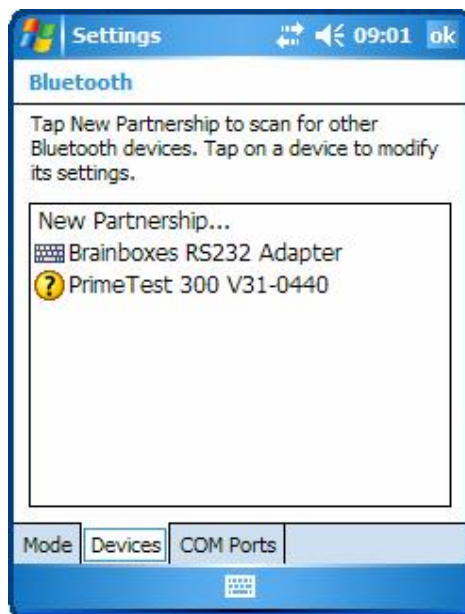 Settings 09:01 ok
Bluetooth
Tap New Partnership to scan for other
Bluetooth devices. Tap on a device to modify
its settings.
New Partnership...
Brainboxes RS232 Adapter
PrimeTest 300 V31-0440
Mode Devices COM Ports